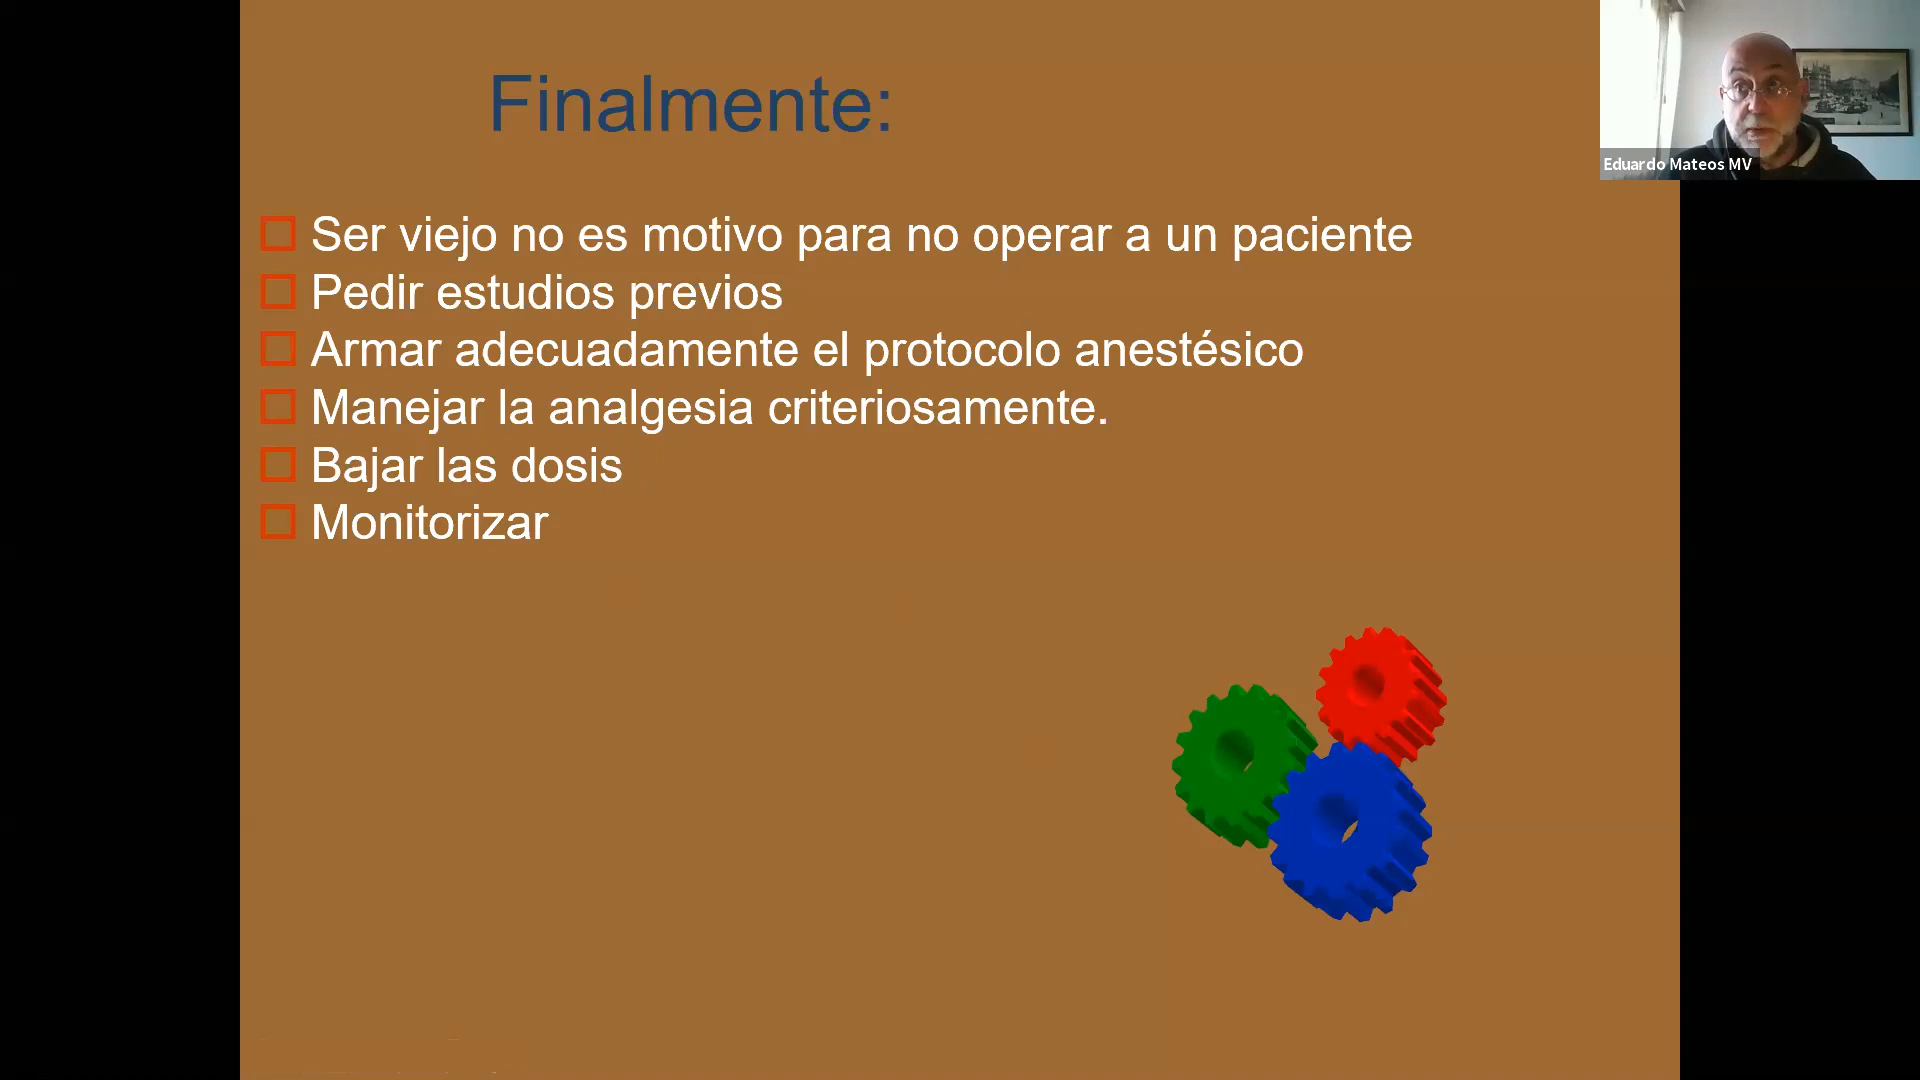 Finalmente:
Eduardo Mateos MV
Ser viejo no es motivo para no operar a un paciente
Pedir estudios previos
Armar adecuadamente el protocolo anestésico
Manejar la analgesia criteriosamente.
Bajar las dosis
Monitorizar